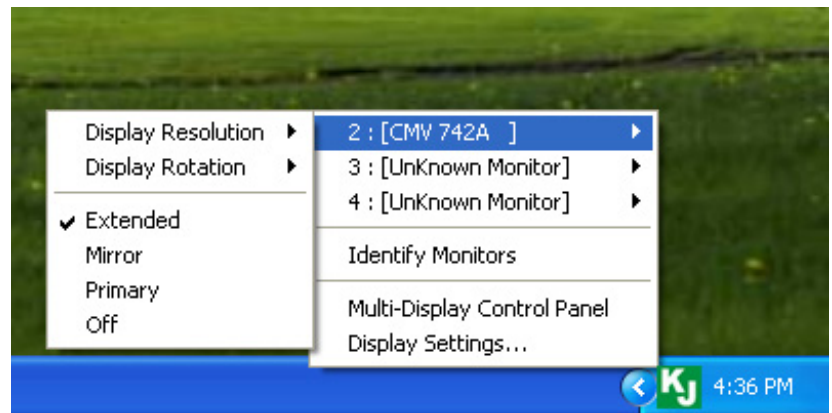 Display Resolution
Display Rotation
Extended
Mirror
Primary
Off
2 : [CMV 742A   ]
3 : [UnKnown Monitor]
4 : [UnKnown Monitor]
Identify Monitors
Multi-Display Control Panel
Display Settings...
KJ 4:36 PM